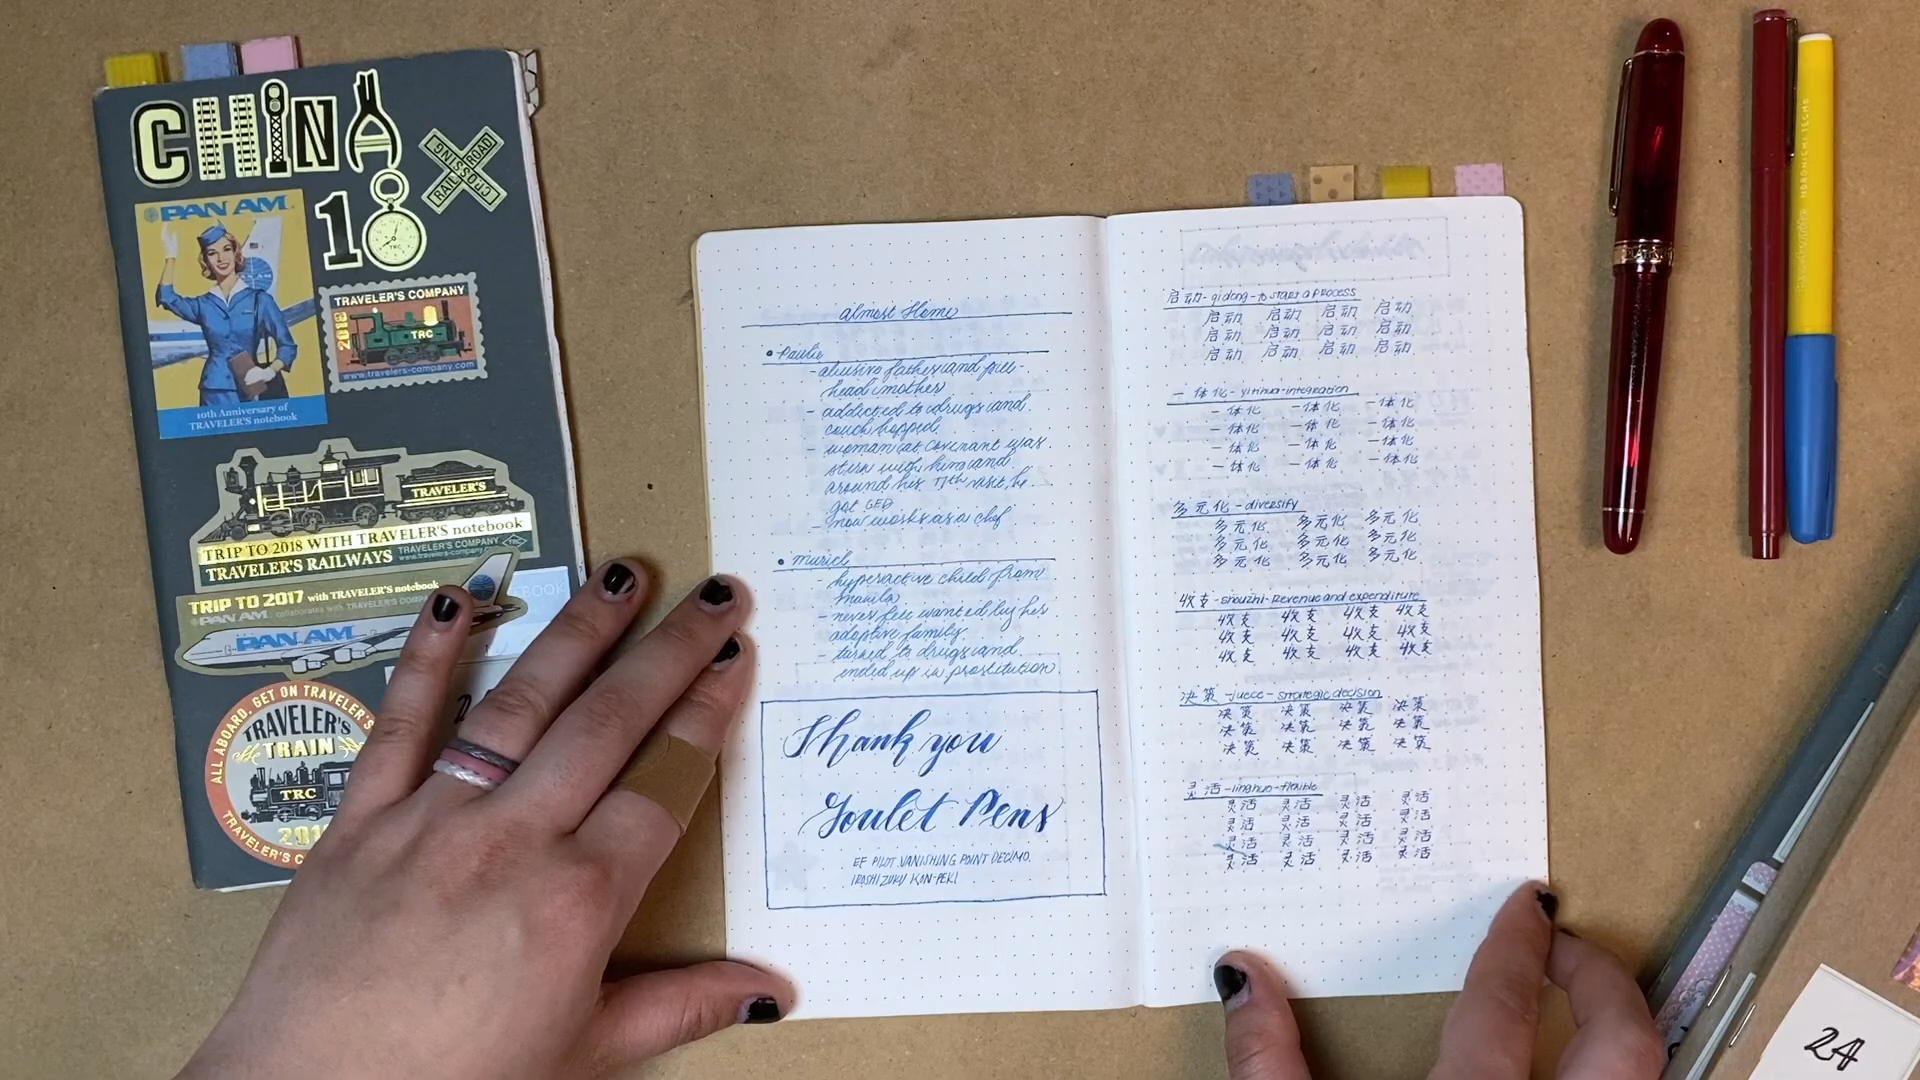 CHINA
18
RAIL ROAD
CROSSING
PAN AM
10th Anniversary of
TRAVELER'S notebook
TRAVELER'S COMPANY
2018
TRC
www.travelers-company.com
TRAVELER'S
TRIP TO 2018 WITH TRAVELER'S notebook
TRAVELER'S RAILWAYS
TRAVELER'S COMPANY
TRIP TO 2017 with TRAVELER'S notebook
PAN AM collaborates with TRAVELER'S COMPANY
PAN AM
ALL ABOARD, GET ON TRAVELER'S
TRAVELER'S
TRAIN
TRC
Almost Home
• Paulie
- abusive father and pill-
head mother
- addicted to drugs and
couch hopped
- woman at Covenant was
stern with him and
around his 17th visit, he
got GED
- now works as a chef
• Muriel
- hyperactive child from
Manila
- never felt wanted by her
adoptive family
- turned to drugs and
ended up in prostitution
Thank you
Goulet Pens
EF PILOT VANISHING POINT DECIMO
IROSHIZUKU KON-PEKI
启动-qidong-to start a process
启动 启动 启动 启动
启动 启动 启动 启动
启动 启动 启动 启动
一体化-yitihua-integration
一体化 一体化 一体化
一体化 一体化 一体化
一体化 一体化 一体化
一体化 一体化 一体化
多元化-diversify
多元化 多元化 多元化
多元化 多元化 多元化
多元化 多元化 多元化
收支-shouzhi-Revenue and expenditure
收支 收支 收支 收支
收支 收支 收支 收支
收支 收支 收支 收支
决策-juece-strategic decision
决策 决策 决策 决策
决策 决策 决策 决策
决策 决策 决策 决策
灵活-linghuo-flexible
灵活 灵活 灵活 灵活
灵活 灵活 灵活 灵活
灵活 灵活 灵活 灵活
灵活 灵活 灵活 灵活
HOBONICHI TECHO
24